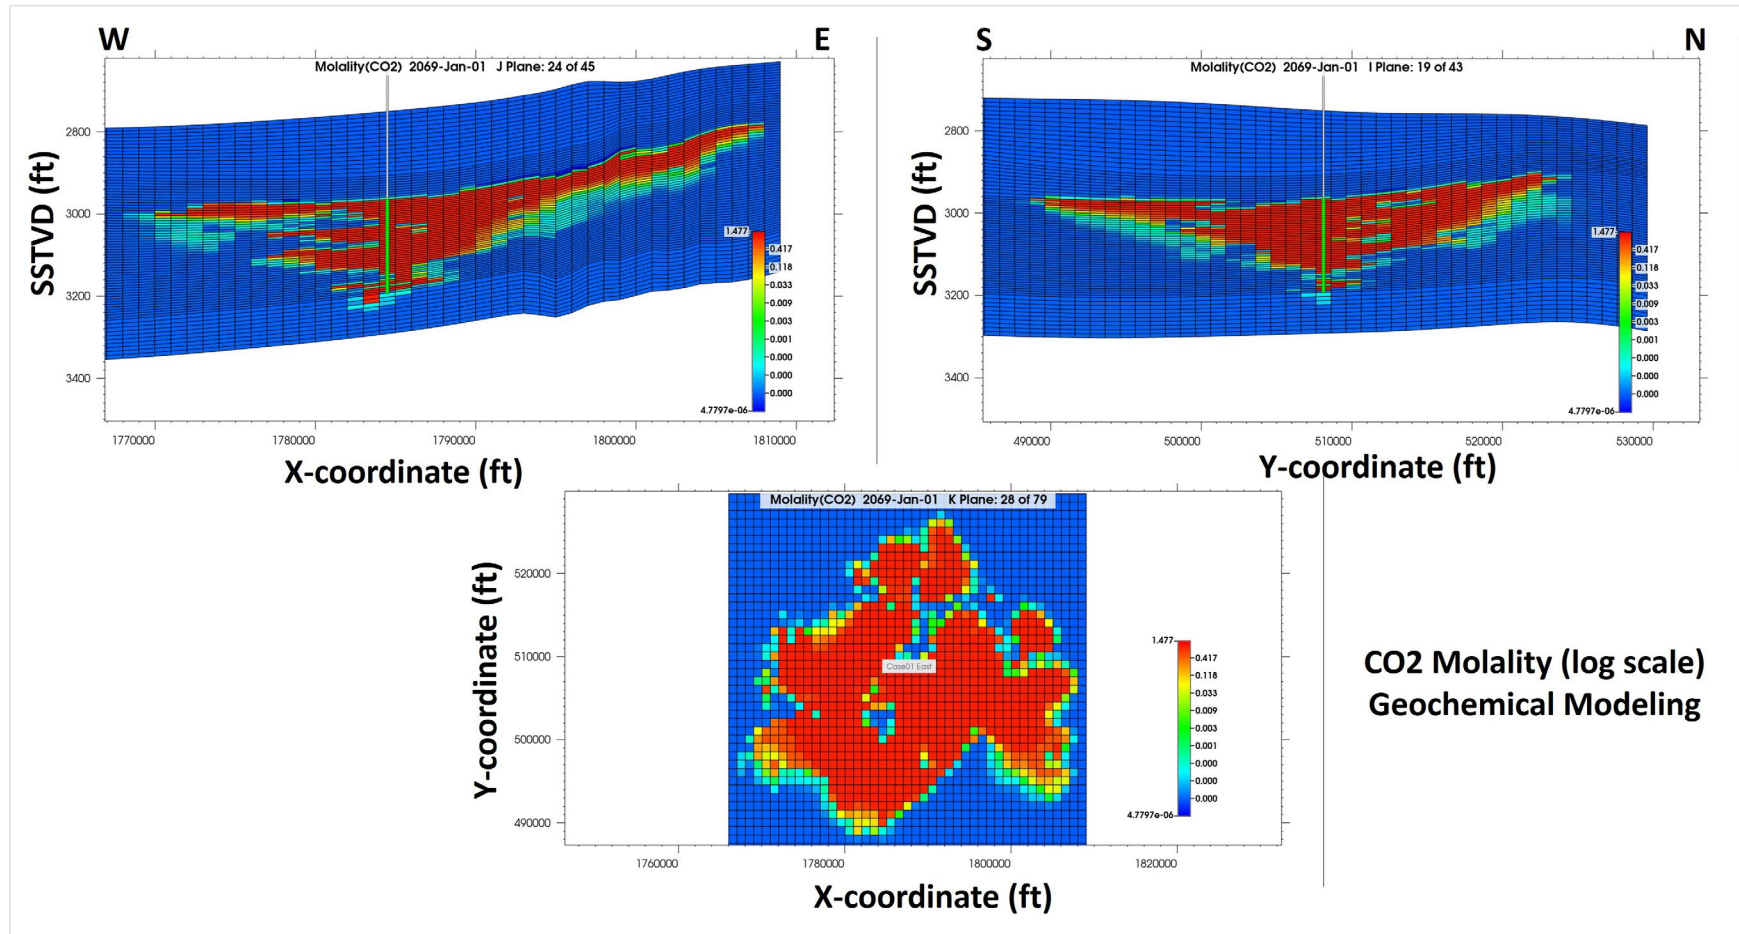 W
E
Molality(CO2) 2069-Jan-01 J Plane: 24 of 45
SSTVD (ft)
2800
3000
3200
3400
1.477
0.417
0.118
0.033
0.009
0.003
0.001
0.000
0.000
0.000
4.7797e-06
1770000
1780000
1790000
1800000
1810000
X-coordinate (ft)
S
N
Molality(CO2) 2069-Jan-01 I Plane: 19 of 43
SSTVD (ft)
2800
3000
3200
3400
1.477
0.417
0.118
0.033
0.009
0.003
0.001
0.000
0.000
0.000
4.7797e-06
490000
500000
510000
520000
530000
Y-coordinate (ft)
Molality(CO2) 2069-Jan-01 K Plane: 28 of 79
Y-coordinate (ft)
520000
510000
500000
490000
Case01 East
1.477
0.417
0.118
0.033
0.009
0.003
0.001
0.000
0.000
0.000
4.7797e-06
1760000
1780000
1800000
1820000
X-coordinate (ft)
CO2 Molality (log scale)
Geochemical Modeling